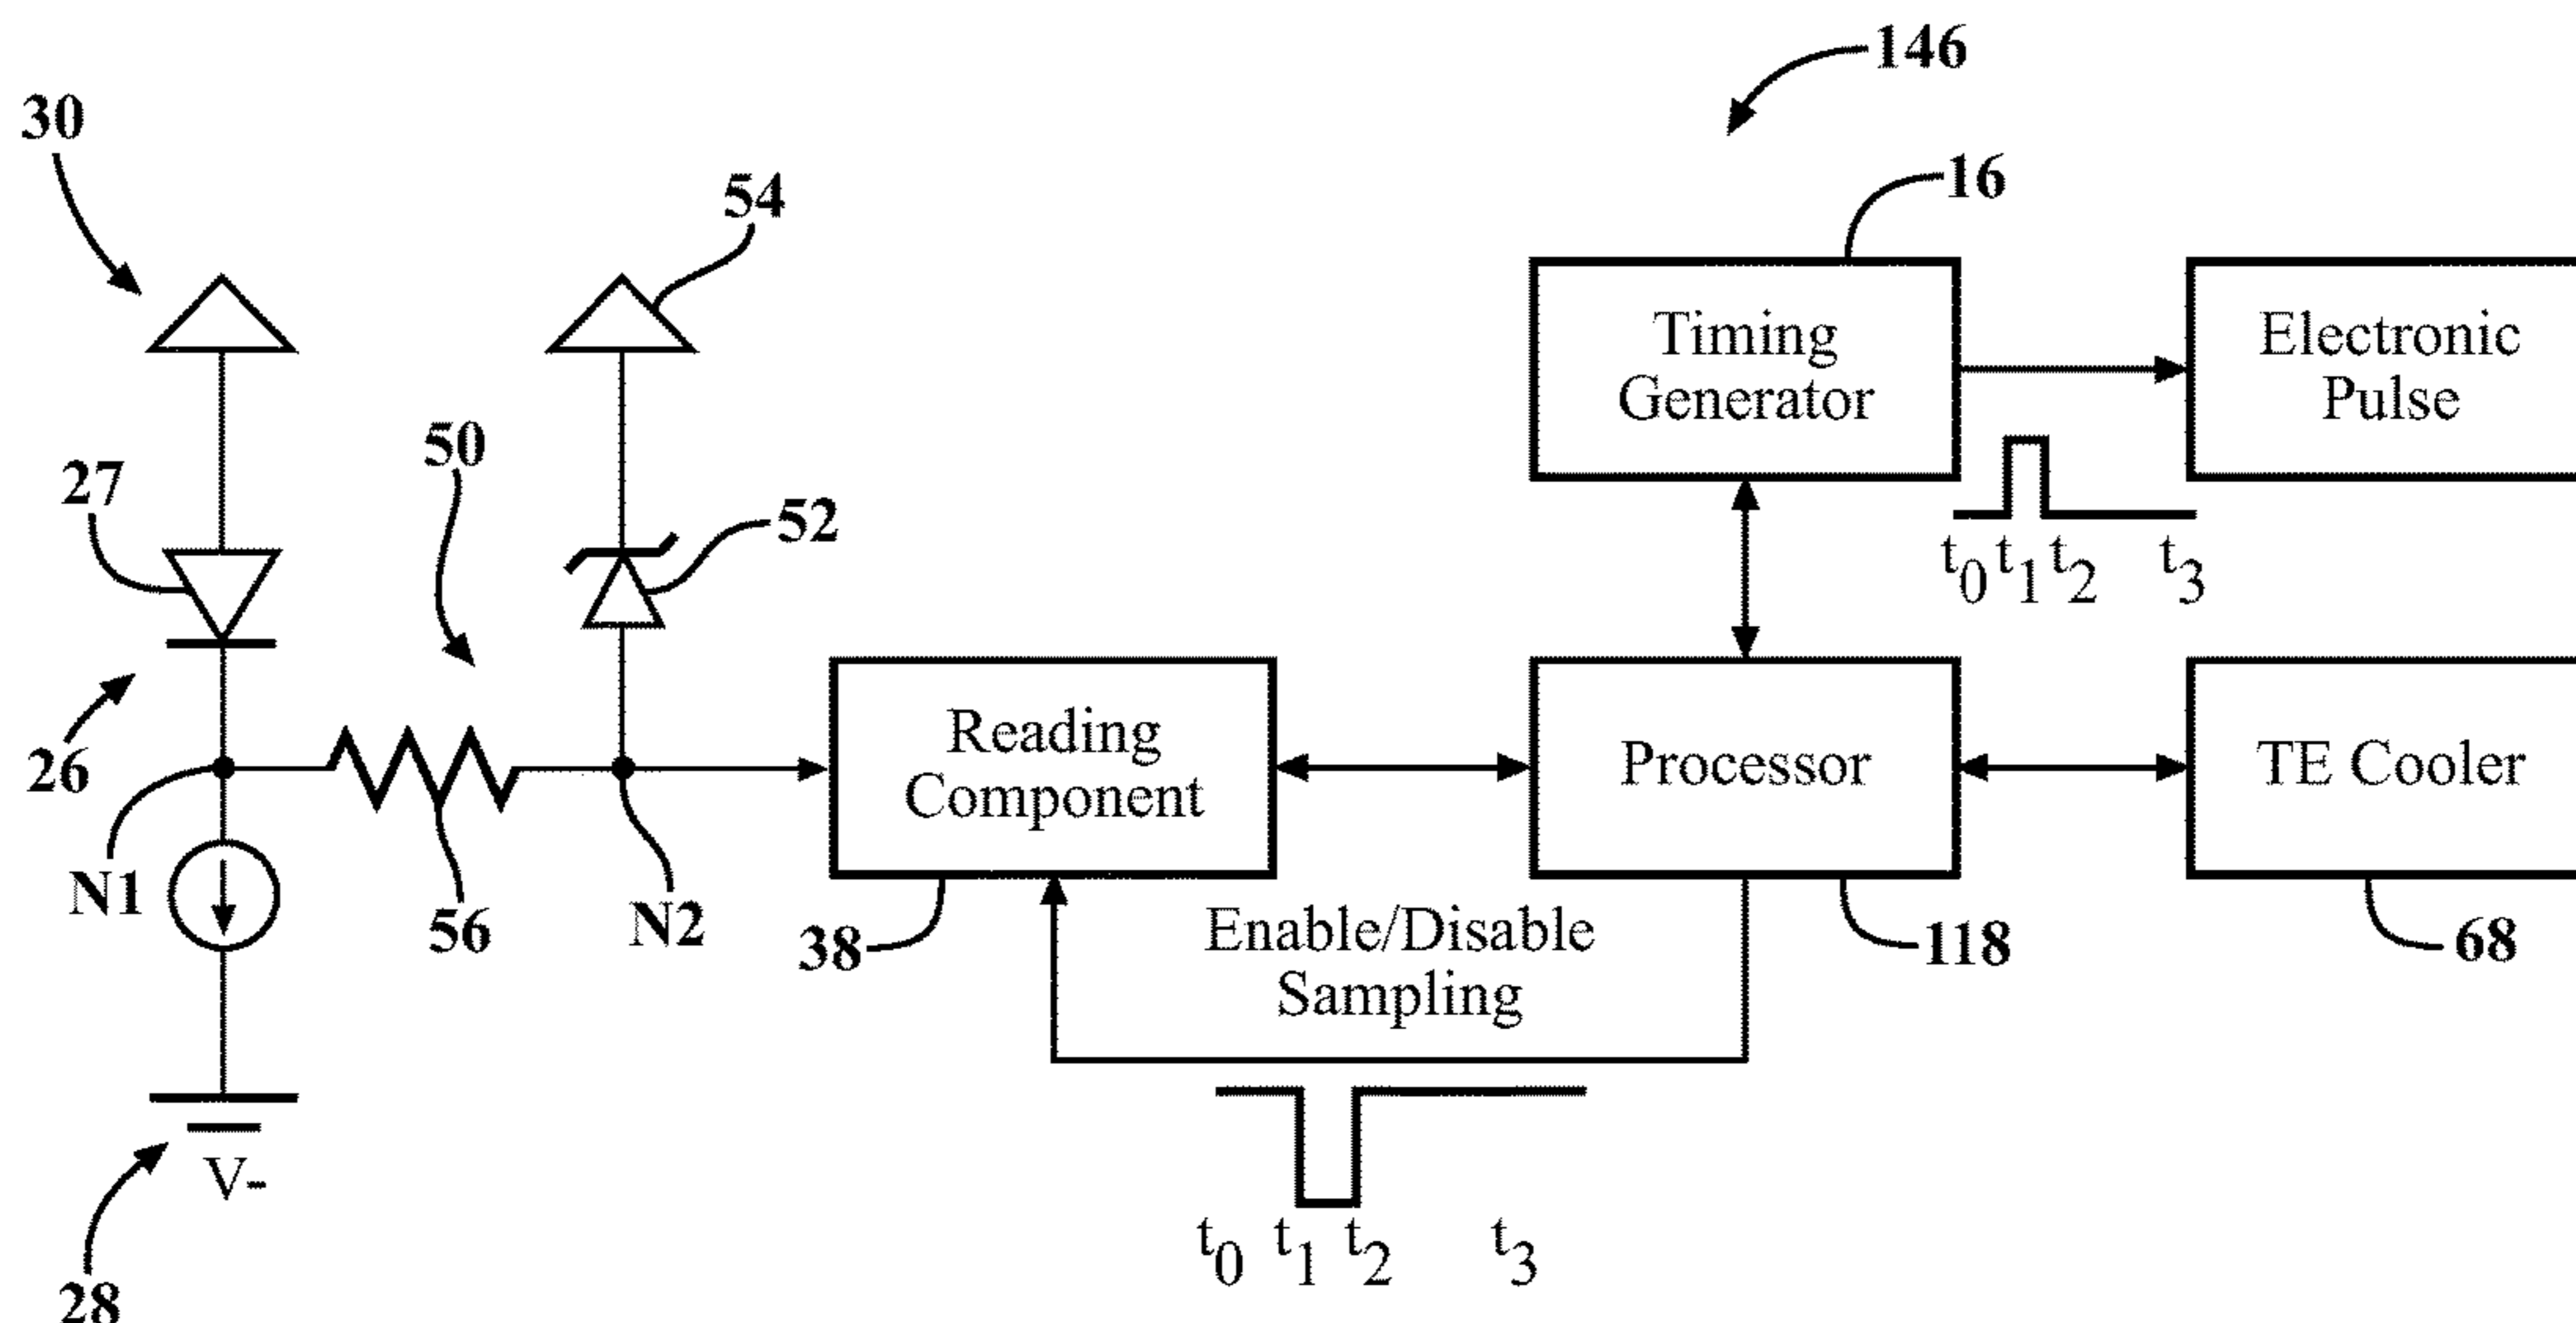 146
30
16
54
Timing
Generator
Electronic
Pulse
50
27
52
t0 t1 t2 t3
Reading
Component
Processor
TE Cooler
26
N1
56
N2
38
Enable/Disable
Sampling
118
68
V-
t0 t1 t2 t3
28